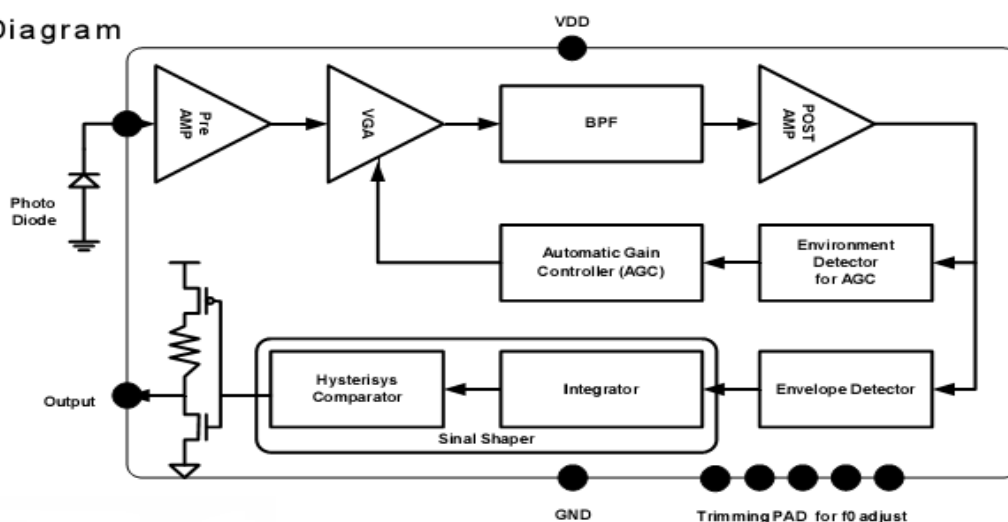 Diagram
VDD
Pre
AMP
VGA
BPF
POST
AMP
Photo
Diode
Automatic Gain
Controller (AGC)
Environment
Detector
for AGC
Output
Hysterisys
Comparator
Integrator
Envelope Detector
Sinal Shaper
GND
Trimming PAD for f0 adjust